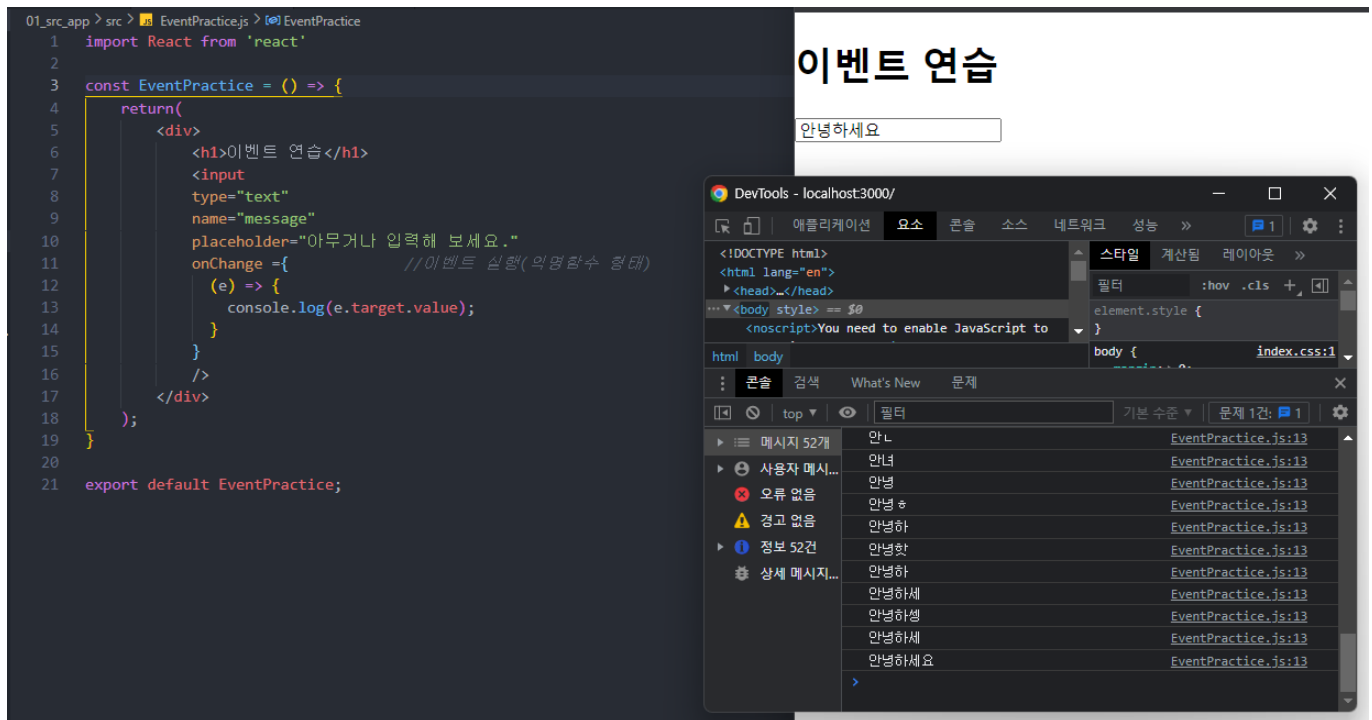 01_src_app > src > JS EventPractice.js > EventPractice
1 import React from 'react'
2
3 const EventPractice = () => {
4 return(
5 <div>
6 <h1>이벤트 연습</h1>
7 <input
8 type="text"
9 name="message"
10 placeholder="아무거나 입력해 보세요."
11 onChange ={ //이벤트 실행(익명함수 형태)
12 (e) => {
13 console.log(e.target.value);
14 }
15 }
16 />
17 </div>
18 );
19 }
20
21 export default EventPractice;
이벤트 연습
안녕하세요
DevTools - localhost:3000/
애플리케이션 요소 콘솔 소스 네트워크 성능 » 1
<!DOCTYPE html>
<html lang="en">
<head>…</head>
<body style> == $0
<noscript>You need to enable JavaScript to
html body
스타일 계산됨 레이아웃 »
필터 :hov .cls +
element.style {
}
body { index.css:1
콘솔 검색 What's New 문제
top ▼ 필터 기본 수준 ▼ 문제 1건: 1
메시지 52개
사용자 메시...
오류 없음
경고 없음
정보 52건
상세 메시지...
안ㄴ EventPractice.js:13
안녀 EventPractice.js:13
안녕 EventPractice.js:13
안녕ㅎ EventPractice.js:13
안녕하 EventPractice.js:13
안녕핫 EventPractice.js:13
안녕하 EventPractice.js:13
안녕하세 EventPractice.js:13
안녕하셍 EventPractice.js:13
안녕하세 EventPractice.js:13
안녕하세요 EventPractice.js:13
>